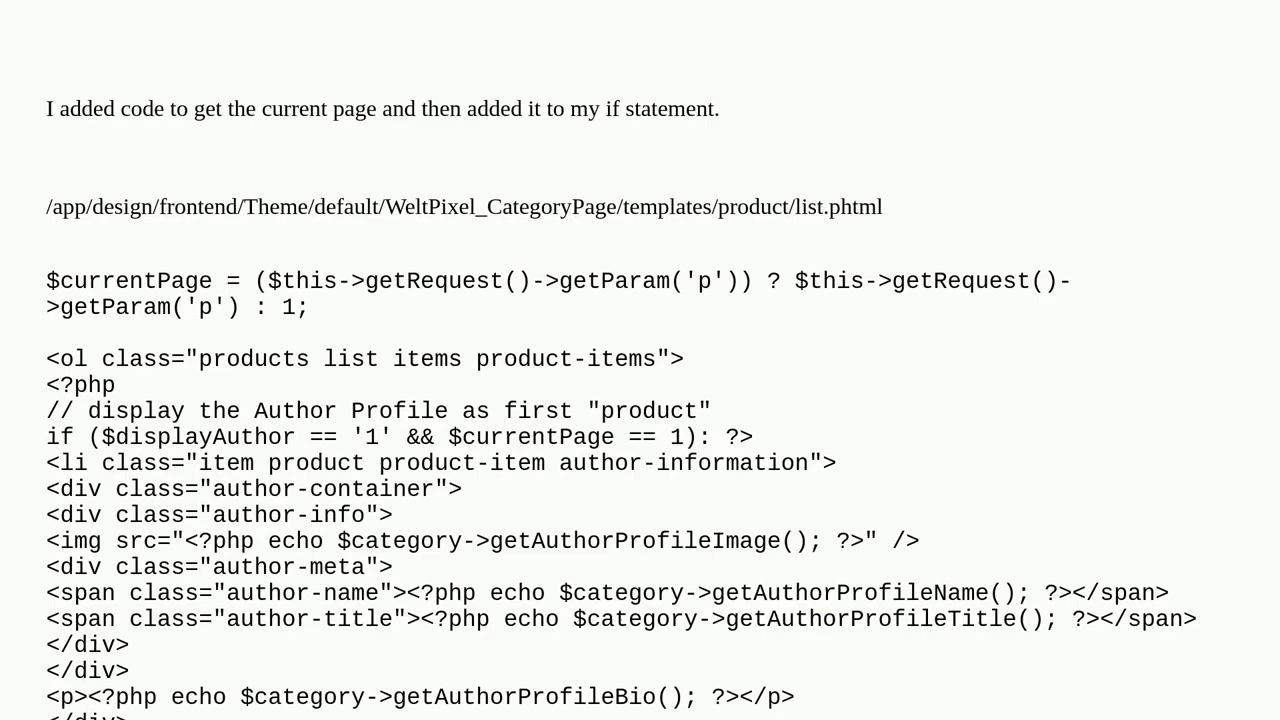 I added code to get the current page and then added it to my if statement.
/app/design/frontend/Theme/default/WeltPixel_CategoryPage/templates/product/list.phtml
$currentPage = ($this->getRequest()->getParam('p')) ? $this->getRequest()-
>getParam('p') : 1;
<ol class="products list items product-items">
<?php
// display the Author Profile as first "product"
if ($displayAuthor == '1' && $currentPage == 1): ?>
<li class="item product product-item author-information">
<div class="author-container">
<div class="author-info">
<img src="<?php echo $category->getAuthorProfileImage(); ?>" />
<div class="author-meta">
<span class="author-name"><?php echo $category->getAuthorProfileName(); ?></span>
<span class="author-title"><?php echo $category->getAuthorProfileTitle(); ?></span>
</div>
</div>
<p><?php echo $category->getAuthorProfileBio(); ?></p>
</div>